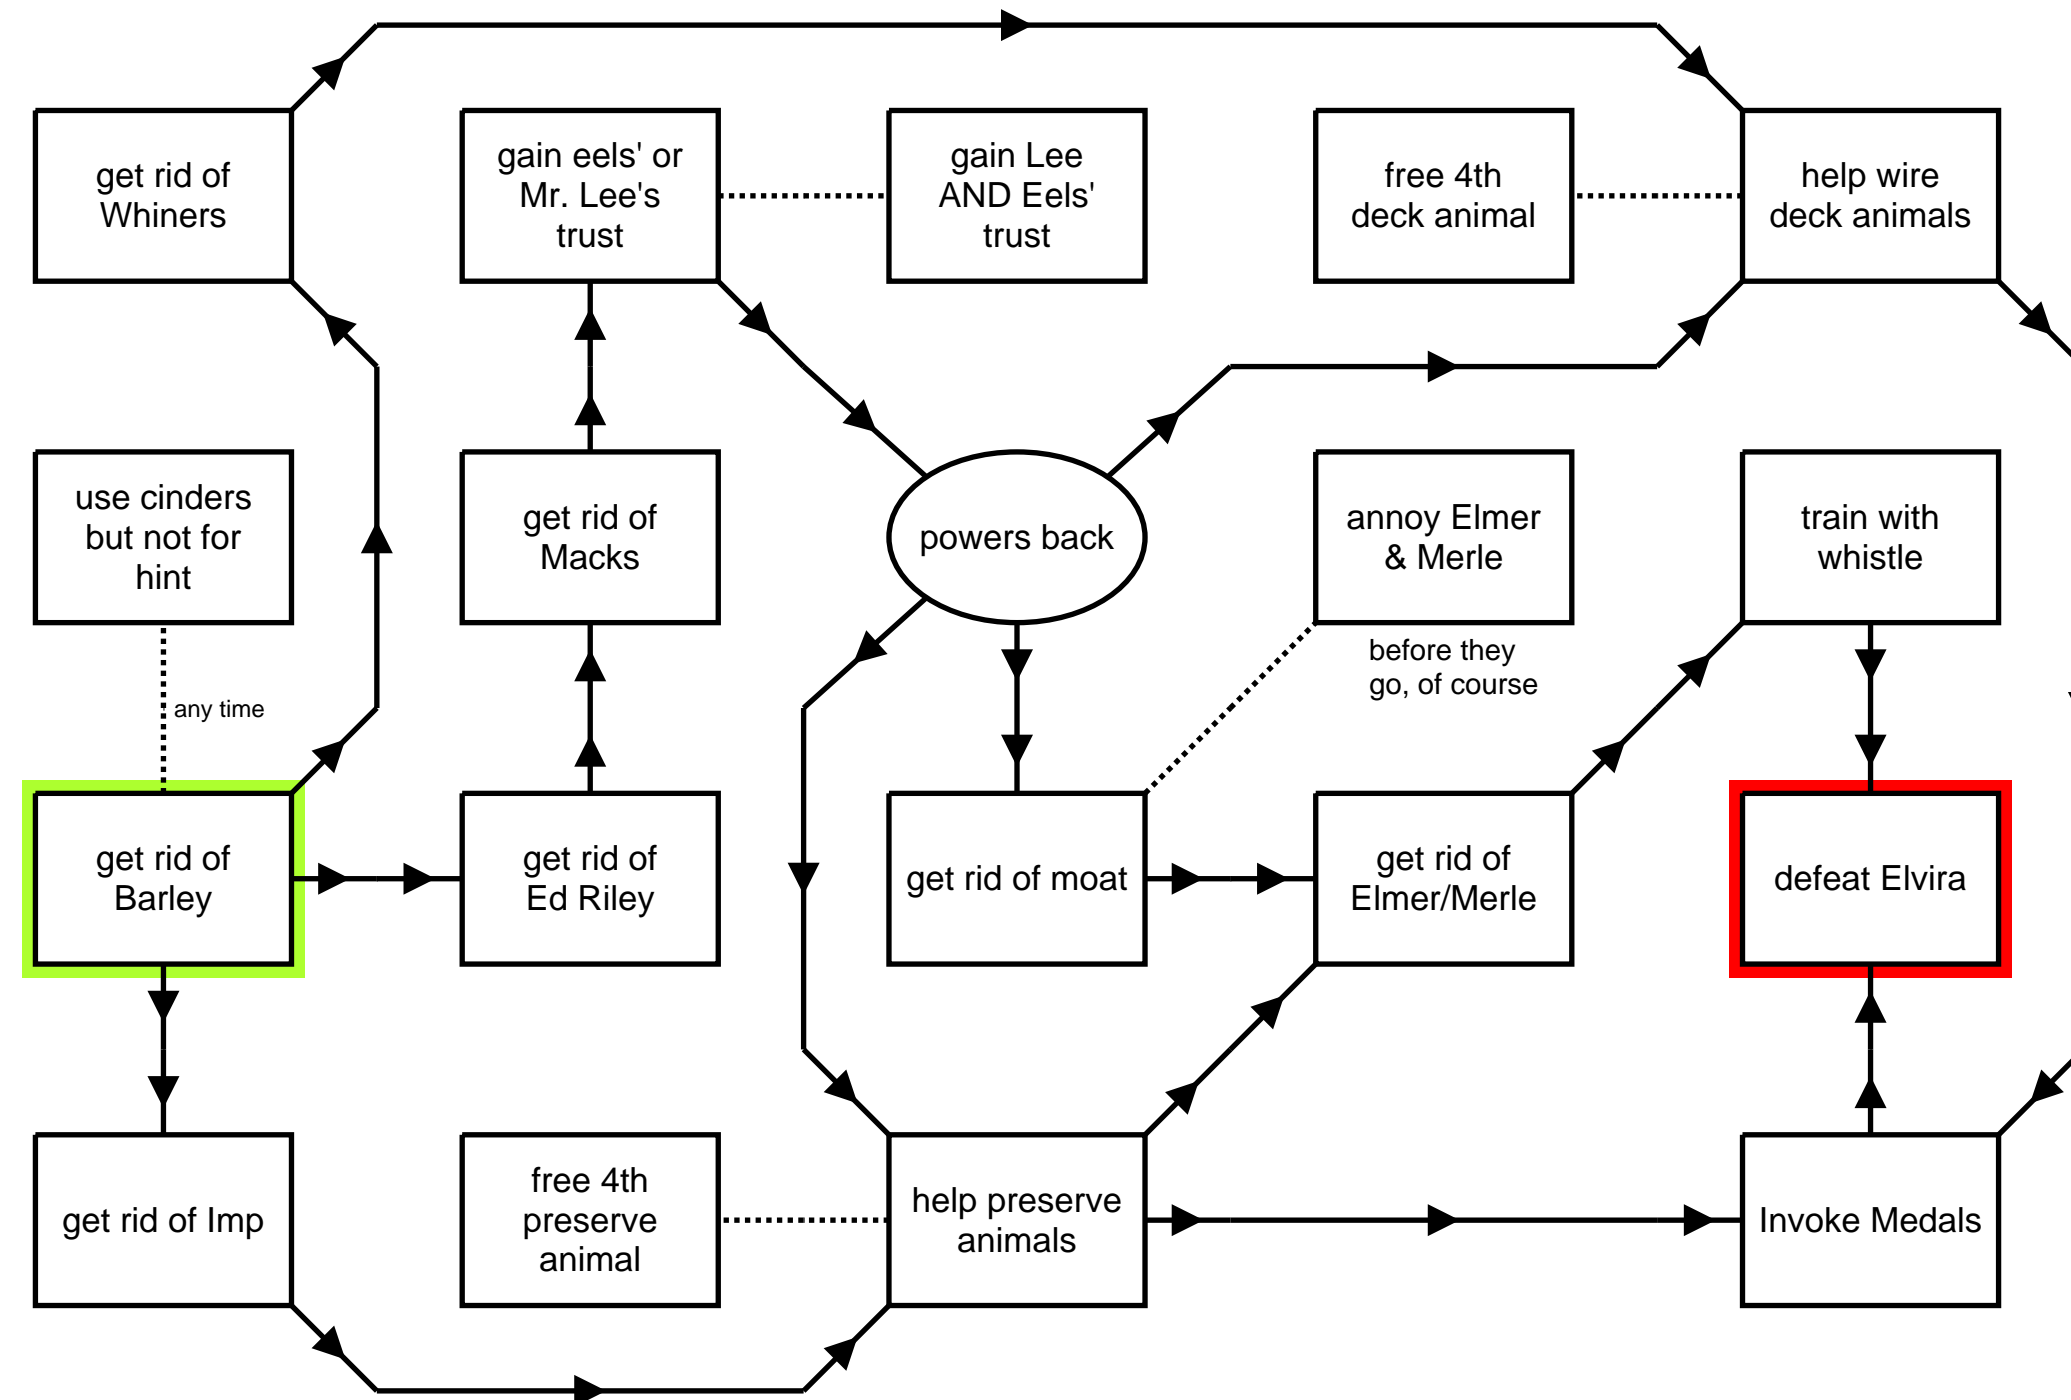 get rid of
Whiners
gain eels' or
Mr. Lee's
trust
gain Lee
AND Eels'
trust
free 4th
deck animal
help wire
deck animals
use cinders
but not for
hint
get rid of
Macks
powers back
annoy Elmer
& Merle
train with
whistle
before they
go, of course
any time
get rid of
Barley
get rid of
Ed Riley
get rid of moat
get rid of
Elmer/Merle
defeat Elvira
get rid of Imp
free 4th
preserve
animal
help preserve
animals
Invoke Medals